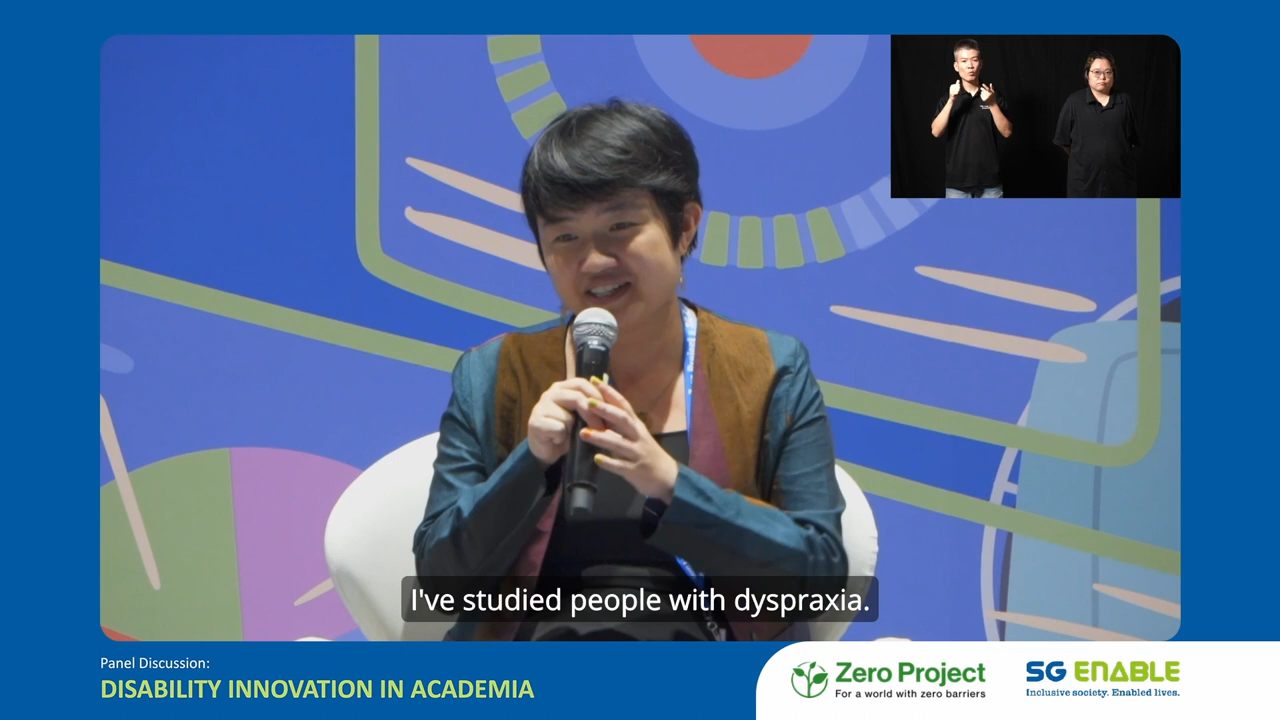 I've studied people with dyspraxia.
Panel Discussion:
DISABILITY INNOVATION IN ACADEMIA
Zero Project
For a world with zero barriers
SG ENABLE
Inclusive society. Enabled lives.